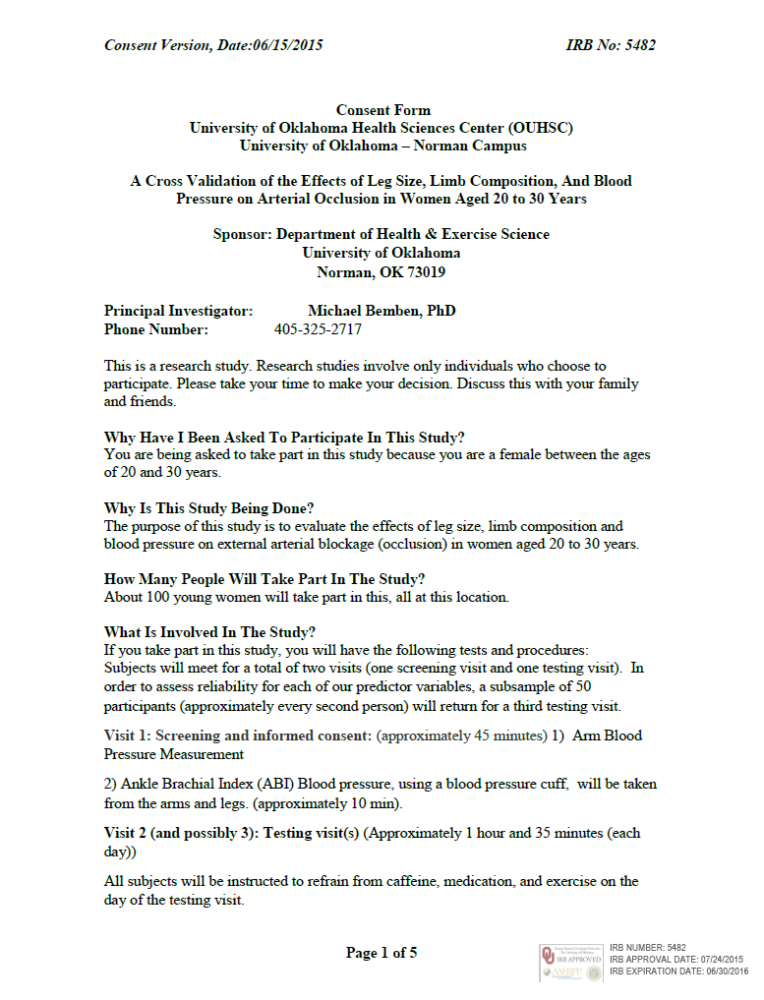 Consent Version, Date:06/15/2015 IRB No: 5482
Consent Form
University of Oklahoma Health Sciences Center (OUHSC)
University of Oklahoma – Norman Campus
A Cross Validation of the Effects of Leg Size, Limb Composition, And Blood
Pressure on Arterial Occlusion in Women Aged 20 to 30 Years
Sponsor: Department of Health & Exercise Science
University of Oklahoma
Norman, OK 73019
Principal Investigator: Michael Bemben, PhD
Phone Number: 405-325-2717
This is a research study. Research studies involve only individuals who choose to
participate. Please take your time to make your decision. Discuss this with your family
and friends.
Why Have I Been Asked To Participate In This Study?
You are being asked to take part in this study because you are a female between the ages
of 20 and 30 years.
Why Is This Study Being Done?
The purpose of this study is to evaluate the effects of leg size, limb composition and
blood pressure on external arterial blockage (occlusion) in women aged 20 to 30 years.
How Many People Will Take Part In The Study?
About 100 young women will take part in this, all at this location.
What Is Involved In The Study?
If you take part in this study, you will have the following tests and procedures:
Subjects will meet for a total of two visits (one screening visit and one testing visit). In
order to assess reliability for each of our predictor variables, a subsample of 50
participants (approximately every second person) will return for a third testing visit.
Visit 1: Screening and informed consent: (approximately 45 minutes) 1) Arm Blood
Pressure Measurement
2) Ankle Brachial Index (ABI) Blood pressure, using a blood pressure cuff, will be taken
from the arms and legs. (approximately 10 min).
Visit 2 (and possibly 3): Testing visit(s) (Approximately 1 hour and 35 minutes (each
day))
All subjects will be instructed to refrain from caffeine, medication, and exercise on the
day of the testing visit.
Page 1 of 5
IRB APPROVED
AAHRPP
IRB NUMBER: 5482
IRB APPROVAL DATE: 07/24/2015
IRB EXPIRATION DATE: 06/30/2016